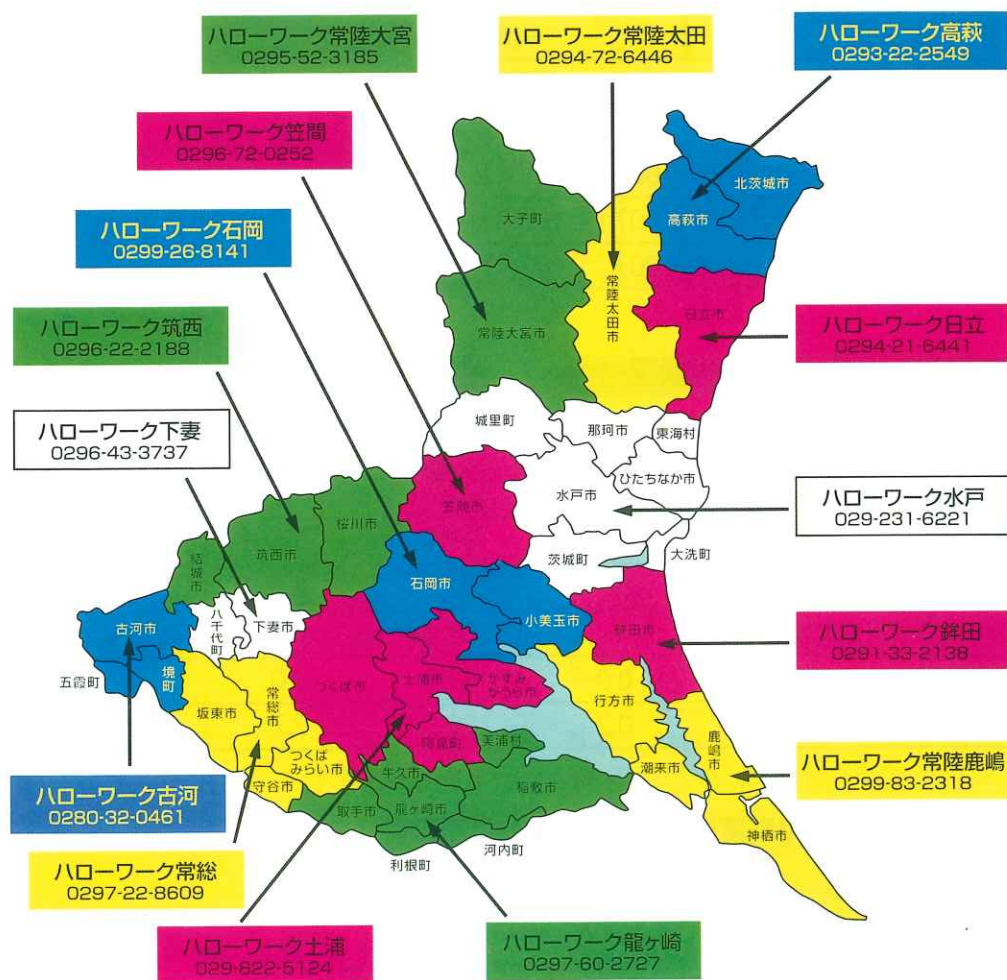 ハローワーク常陸大宮
0295-52-3185
ハローワーク常陸太田
0294-72-6446
ハローワーク高萩
0293-22-2549
ハローワーク笠間
0296-72-0252
ハローワーク石岡
0299-26-8141
ハローワーク筑西
0296-22-2188
ハローワーク日立
0294-21-6441
ハローワーク下妻
0296-43-3737
ハローワーク水戸
029-231-6221
ハローワーク鉾田
0291-33-2138
ハローワーク常陸鹿嶋
0299-83-2318
ハローワーク古河
0280-32-0461
ハローワーク常総
0297-22-8609
ハローワーク土浦
029-822-5124
ハローワーク龍ヶ崎
0297-60-2727
北茨城市
高萩市
大子町
常陸太田市
日立市
常陸大宮市
城里町
那珂市
東海村
ひたちなか市
水戸市
笠間市
茨城町
大洗町
桜川市
筑西市
結城市
石岡市
小美玉市
鉾田市
古河市
八千代町
下妻市
五霞町
境町
坂東市
常総市
つくば市
土浦市
かすみ
がうら市
行方市
鹿嶋市
つくば
みらい市
守谷市
阿見町
美浦村
牛久市
稲敷市
潮来市
取手市
龍ヶ崎市
利根町
河内町
神栖市